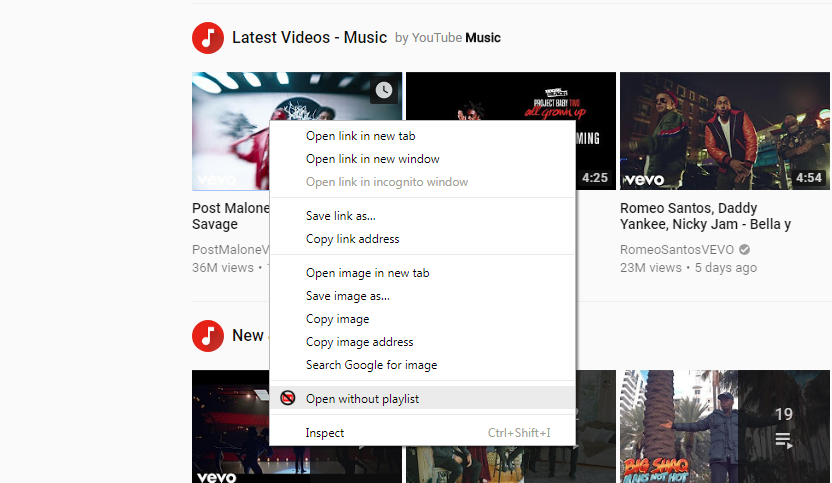 Latest Videos - Music by YouTube Music
PROJECT BABY TWO
all grown up
vevo
4:25
vevo
4:54
Open link in new tab
Open link in new window
Open link in incognito window
Save link as...
Copy link address
Open image in new tab
Save image as...
Copy image
Copy image address
Search Google for image
Open without playlist
Inspect Ctrl+Shift+I
Post Malone
Savage
PostMaloneV
36M views •
Romeo Santos, Daddy
Yankee, Nicky Jam - Bella y
RomeoSantosVEVO
23M views • 5 days ago
New
vevo
BIG SHAQ
MANS NOT HOT
19